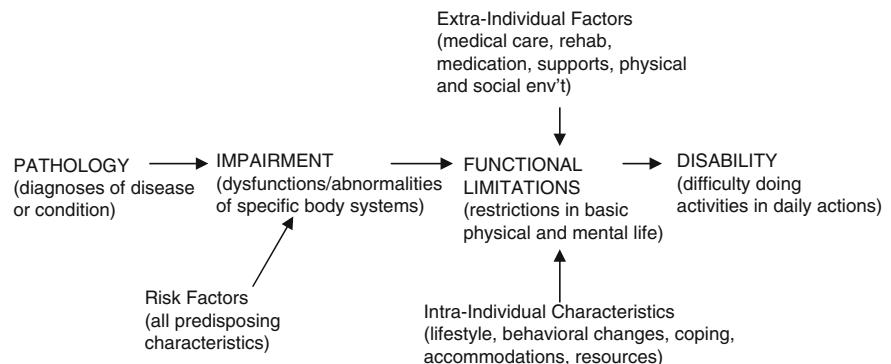 Extra-Individual Factors
(medical care, rehab,
medication, supports, physical
and social env't)
PATHOLOGY
(diagnoses of disease
or condition)
IMPAIRMENT
(dysfunctions/abnormalities
of specific body systems)
FUNCTIONAL
LIMITATIONS
(restrictions in basic
physical and mental life)
DISABILITY
(difficulty doing
activities in daily actions)
Risk Factors
(all predisposing
characteristics)
Intra-Individual Characteristics
(lifestyle, behavioral changes, coping,
accommodations, resources)